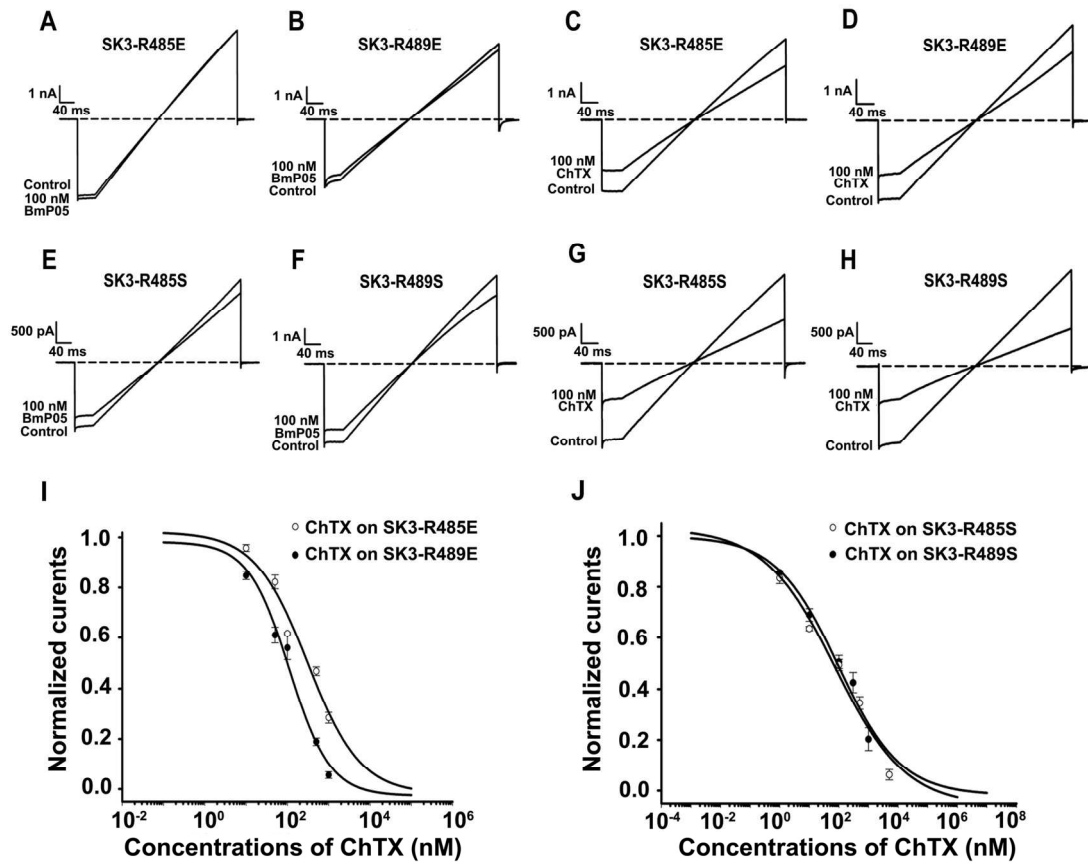 A
SK3-R485E
1 nA
40 ms
Control
100 nM
BmP05
B
SK3-R489E
1 nA
40 ms
100 nM
BmP05
Control
C
SK3-R485E
1 nA
40 ms
100 nM
ChTX
Control
D
SK3-R489E
1 nA
40 ms
100 nM
ChTX
Control
E
SK3-R485S
500 pA
40 ms
100 nM
BmP05
Control
F
SK3-R489S
1 nA
40 ms
100 nM
BmP05
Control
G
SK3-R485S
500 pA
40 ms
100 nM
ChTX
Control
H
SK3-R489S
500 pA
40 ms
100 nM
ChTX
Control
I
ChTX on SK3-R485E
ChTX on SK3-R489E
Normalized curents
1.0
0.8
0.6
0.4
0.2
0.0
10-2 100 102 104 106
Concentrations of ChTX (nM)
J
ChTX on SK3-R485S
ChTX on SK3-R489S
Normalized curents
1.0
0.8
0.6
0.4
0.2
0.0
10-4 10-2 100 102 104 106 108
Concentrations of ChTX (nM)